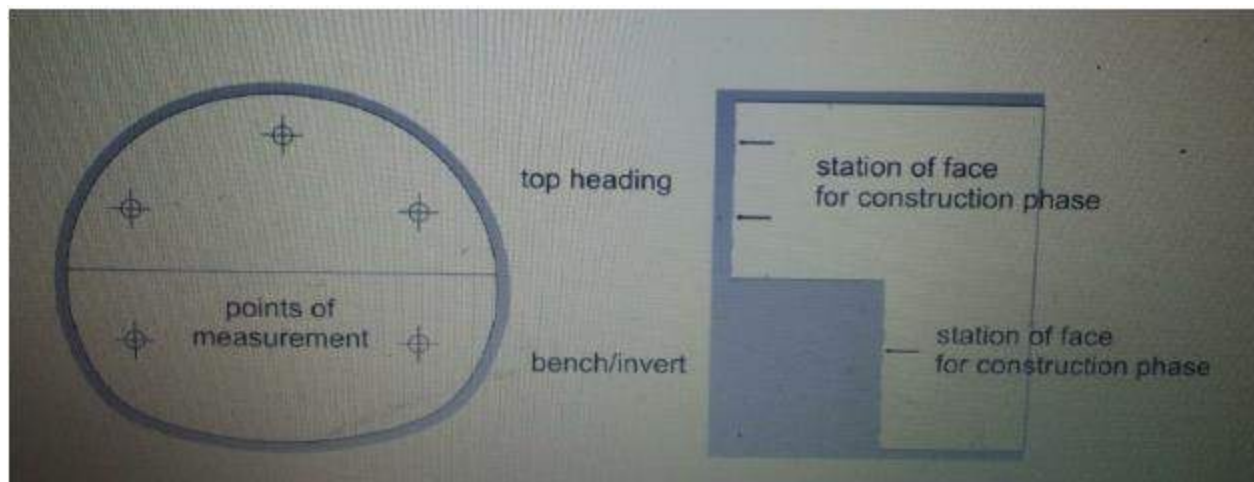 top heading
station of face
for construction phase
points of
measurement
bench/invert
station of face
for construction phase